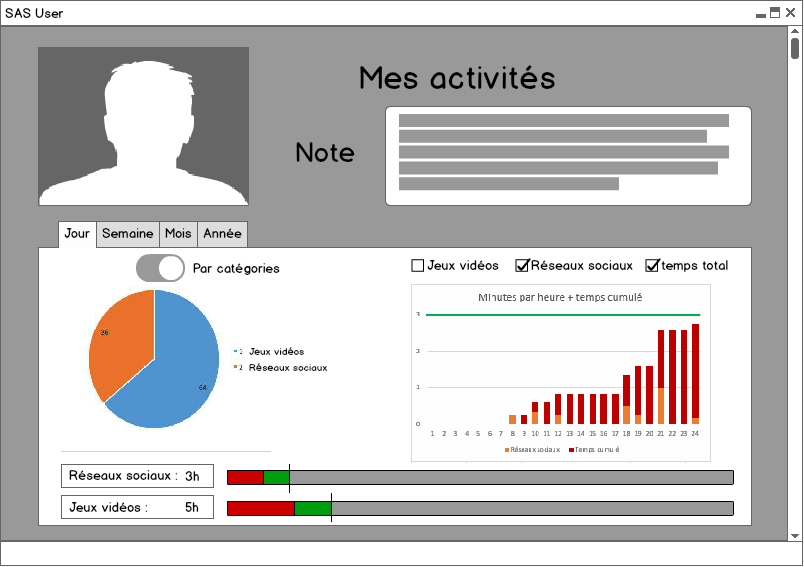 SAS User
Mes activités
Note
Jour Semaine Mois Année
Par catégories
Jeux vidéos Réseaux sociaux temps total
36
64
1 Jeux vidéos
2 Réseaux sociaux
Minutes par heure + temps cumulé
3
2
1
0
1 2 3 4 5 6 7 8 9 10 11 12 13 14 15 16 17 18 19 20 21 22 23 24
Réseaux sociaux Temps cumulé
Réseaux sociaux : 3h
Jeux vidéos : 5h